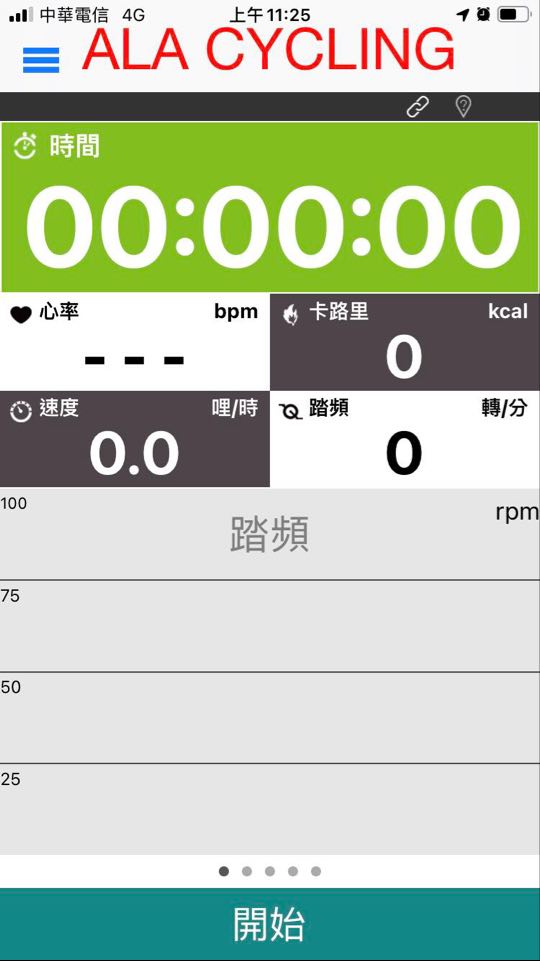 中華電信 4G 上午11:25
ALA CYCLING
時間
00:00:00
心率 bpm
- - -
卡路里 kcal
0
速度 哩/時
0.0
踏頻 轉/分
0
100 踏頻 rpm
75
50
25
開始